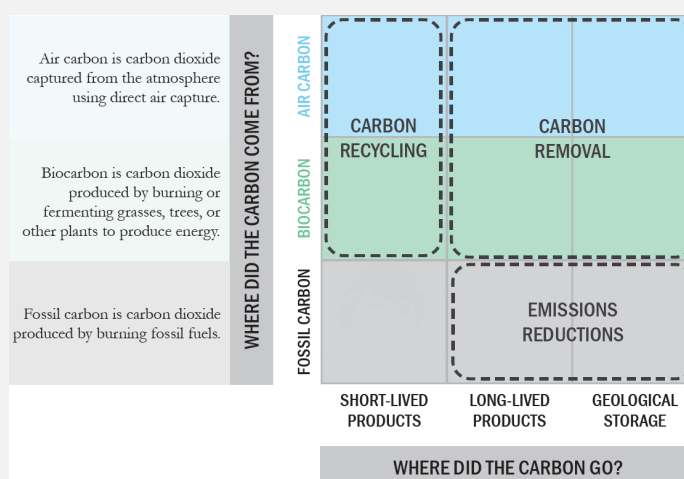 Air carbon is carbon dioxide
captured from the atmosphere
using direct air capture.
Biocarbon is carbon dioxide
produced by burning or
fermenting grasses, trees, or
other plants to produce energy.
Fossil carbon is carbon dioxide
produced by burning fossil fuels.
WHERE DID THE CARBON COME FROM?
AIR CARBON
BIOCARBON
FOSSIL CARBON
CARBON
RECYCLING
CARBON
REMOVAL
EMISSIONS
REDUCTIONS
SHORT-LIVED
PRODUCTS
LONG-LIVED
PRODUCTS
GEOLOGICAL
STORAGE
WHERE DID THE CARBON GO?